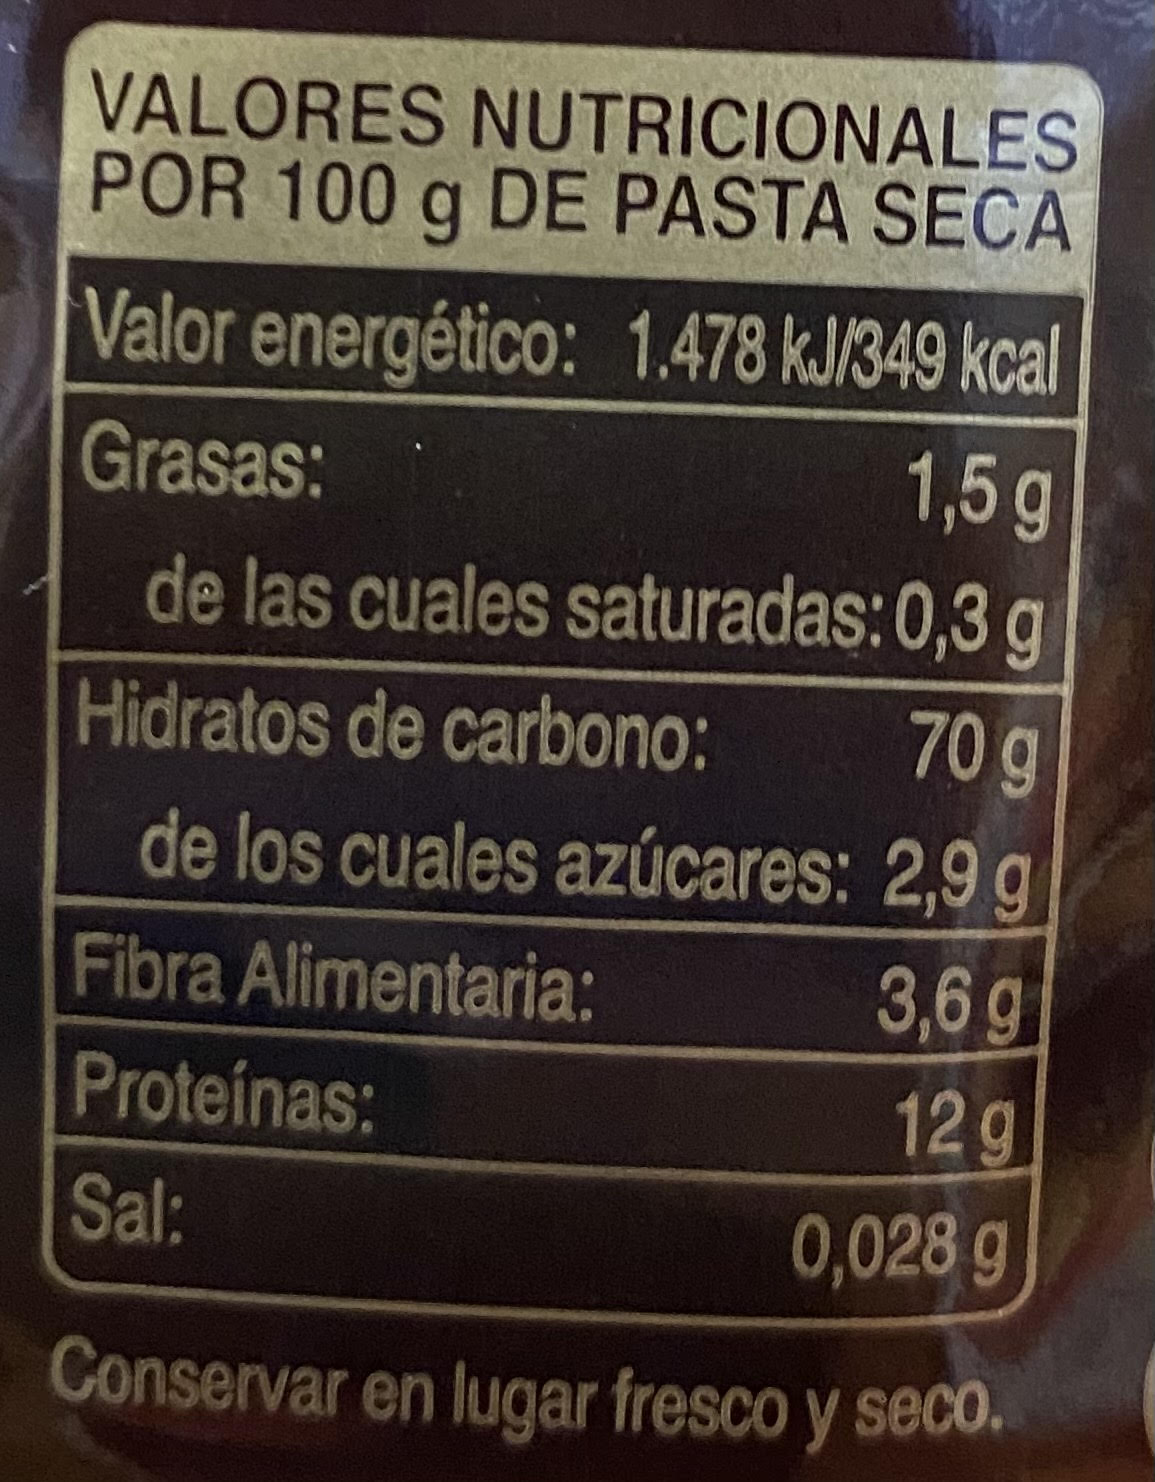 VALORES NUTRICIONALES
POR 100 g DE PASTA SECA
Valor energético: 1.478 kJ/349 kcal
Grasas: 1,5 g
de las cuales saturadas: 0,3 g
Hidratos de carbono: 70 g
de los cuales azúcares: 2,9 g
Fibra Alimentaria: 3,6 g
Proteínas: 12 g
Sal: 0,028 g
Conservar en lugar fresco y seco.